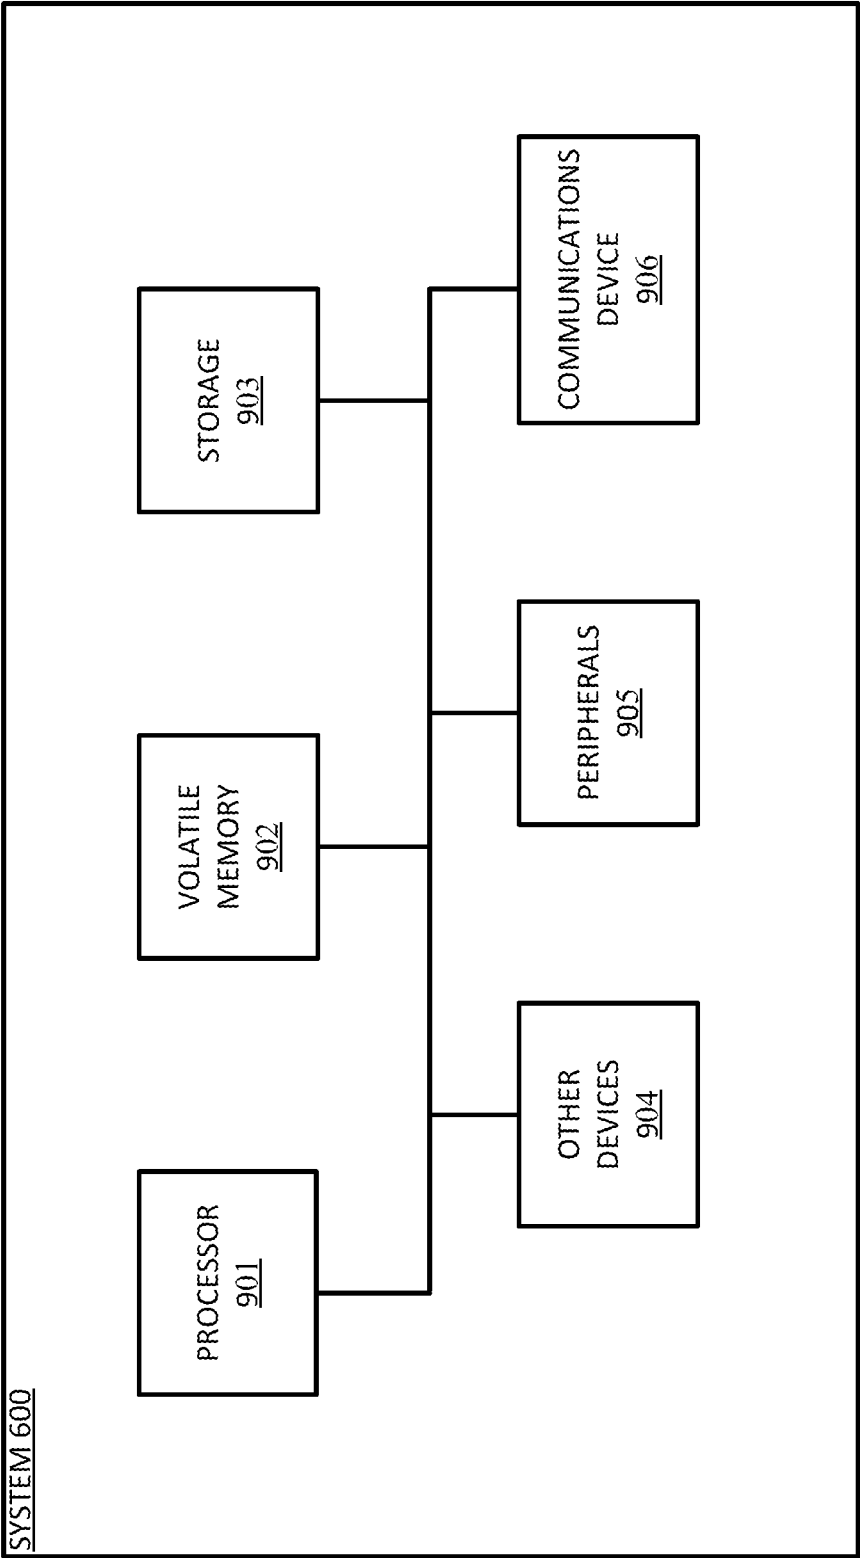 SYSTEM 600
PROCESSOR
901
VOLATILE
MEMORY
902
STORAGE
903
OTHER
DEVICES
904
PERIPHERALS
905
COMMUNICATIONS
DEVICE
906